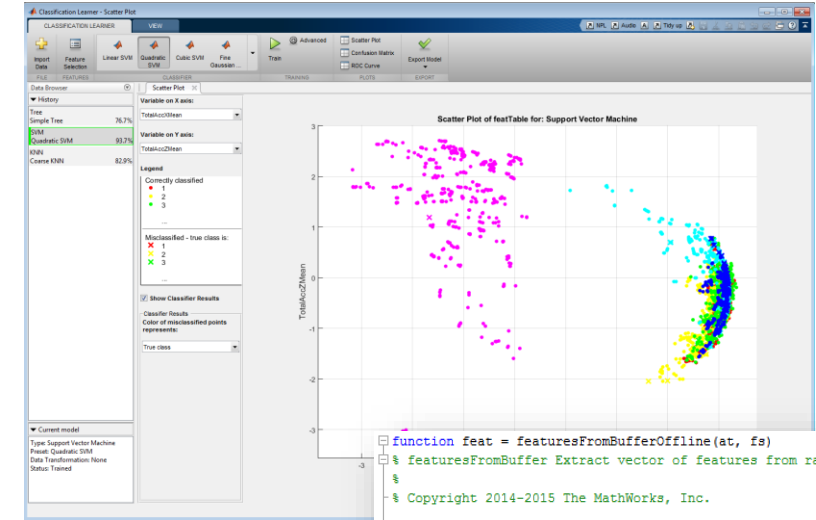 Classification Learner - Scatter Plot
CLASSIFICATION LEARNER
VIEW
NPL
Audio
Tidy up
Import Data
Feature Selection
Linear SVM
Quadratic SVM
Cubic SVM
Fine Gaussian ...
Train
Advanced
Scatter Plot
Confusion Matrix
ROC Curve
Export Model
FILE
FEATURES
CLASSIFIER
TRAINING
PLOTS
EXPORT
Data Browser
Scatter Plot
History
Tree
Simple Tree 76.7%
SVM
Quadratic SVM 93.7%
KNN
Coarse KNN 82.9%
Current model
Type: Support Vector Machine
Preset: Quadratic SVM
Data Transformation: None
Status: Trained
Variable on X axis:
TotalAccXMean
Variable on Y axis:
TotalAccZMean
Legend
Correctly classified
1
2
3
...
Misclassified - true class is:
1
2
3
...
Show Classifier Results
Classifier Results
Color of misclassified points
represents:
True class
Scatter Plot of featTable for: Support Vector Machine
3
2
1
0
-1
-2
-3
TotalAccZMean
-3
function feat = featuresFromBufferOffline(at, fs)
% featuresFromBuffer Extract vector of features from ra
%
% Copyright 2014-2015 The MathWorks, Inc.